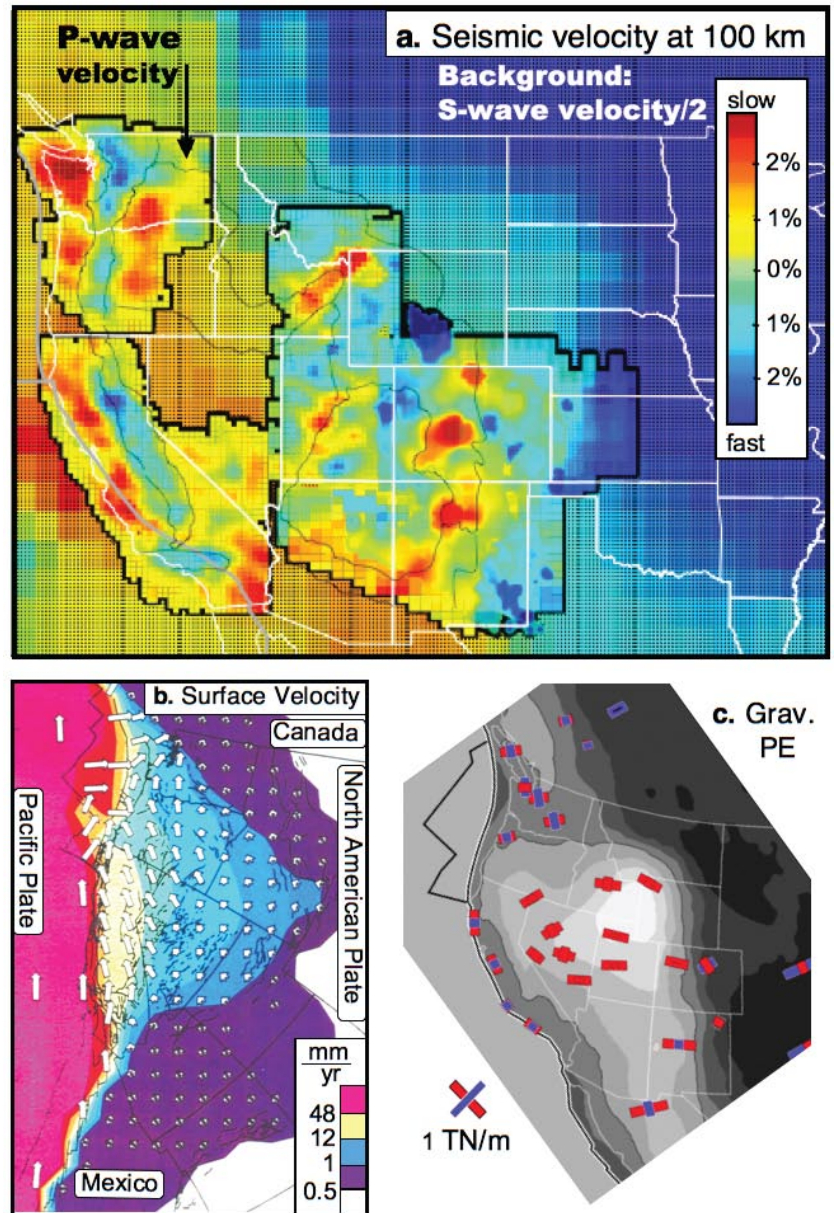 a. Seismic velocity at 100 km
P-wave
velocity
Background:
S-wave velocity/2
slow
2%
1%
0%
1%
2%
fast
b. Surface Velocity
Canada
Pacific Plate
North American Plate
Mexico
mm
yr
48
12
1
0.5
c. Grav.
PE
1 TN/m